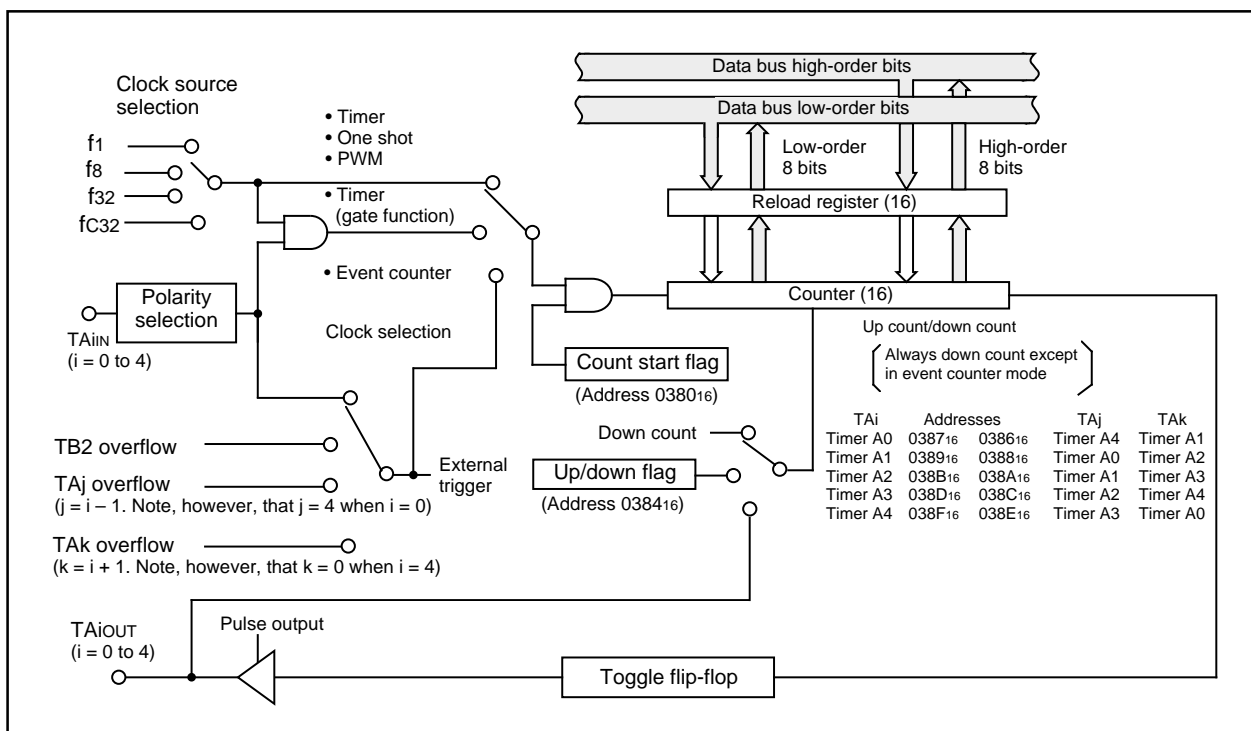 Data bus high-order bits
Data bus low-order bits
Clock source
selection
f1
f8
f32
fC32
• Timer
• One shot
• PWM
• Timer
(gate function)
• Event counter
Low-order
8 bits
High-order
8 bits
Reload register (16)
Counter (16)
Polarity
selection
TAiIN
(i = 0 to 4)
Clock selection
Up count/down count
Always down count except
in event counter mode
Count start flag
(Address 038016)
TB2 overflow
TAj overflow
(j = i – 1. Note, however, that j = 4 when i = 0)
TAk overflow
(k = i + 1. Note, however, that k = 0 when i = 4)
External
trigger
Down count
Up/down flag
(Address 038416)
TAi Addresses TAj TAk
Timer A0 038716 038616 Timer A4 Timer A1
Timer A1 038916 038816 Timer A0 Timer A2
Timer A2 038B16 038A16 Timer A1 Timer A3
Timer A3 038D16 038C16 Timer A2 Timer A4
Timer A4 038F16 038E16 Timer A3 Timer A0
TAiOUT
(i = 0 to 4)
Pulse output
Toggle flip-flop